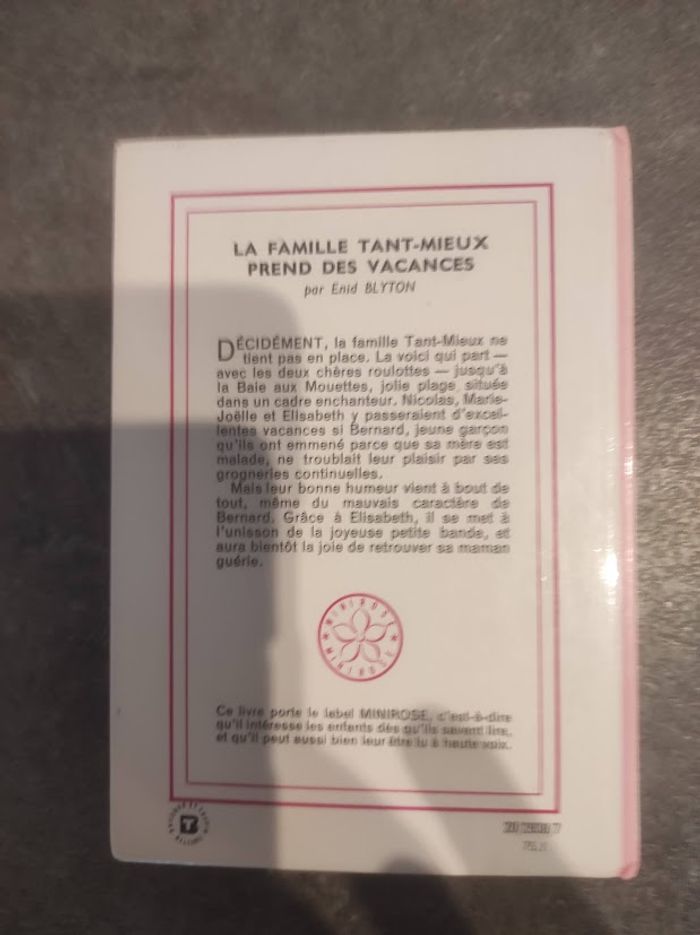 LA FAMILLE TANT-MIEUX
PREND DES VACANCES
par Enid BLYTON
DÉCIDÉMENT, la famille Tant-Mieux ne
tient pas en place. La voici qui part —
avec les deux chères roulottes — jusqu'à
la Baie aux Mouettes, jolie plage située
dans un cadre enchanteur. Nicolas, Marie-
Joëlle et Elisabeth y passeraient d'excel-
lentes vacances si Bernard, jeune garçon
qu'ils ont emmené parce que sa mère est
malade, ne troublait leur plaisir par ses
grogneries continuelles.
Mais leur bonne humeur vient à bout de
tout, même du mauvais caractère de
Bernard. Grâce à Elisabeth, il se met à
l'unisson de la joyeuse petite bande, et
aura bientôt la joie de retrouver sa maman
guérie.
MINIROSE
MINIROSE
Ce livre porte le label MINIROSE, c'est-à-dire
qu'il intéresse les enfants dès qu'ils savent lire,
et qu'il peut aussi bien leur être lu à haute voix.
T